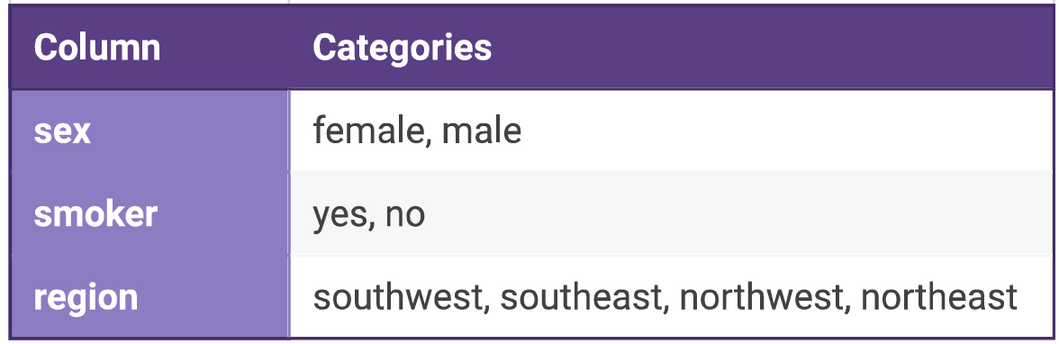 Column Categories
sex female, male
smoker yes, no
region southwest, southeast, northwest, northeast